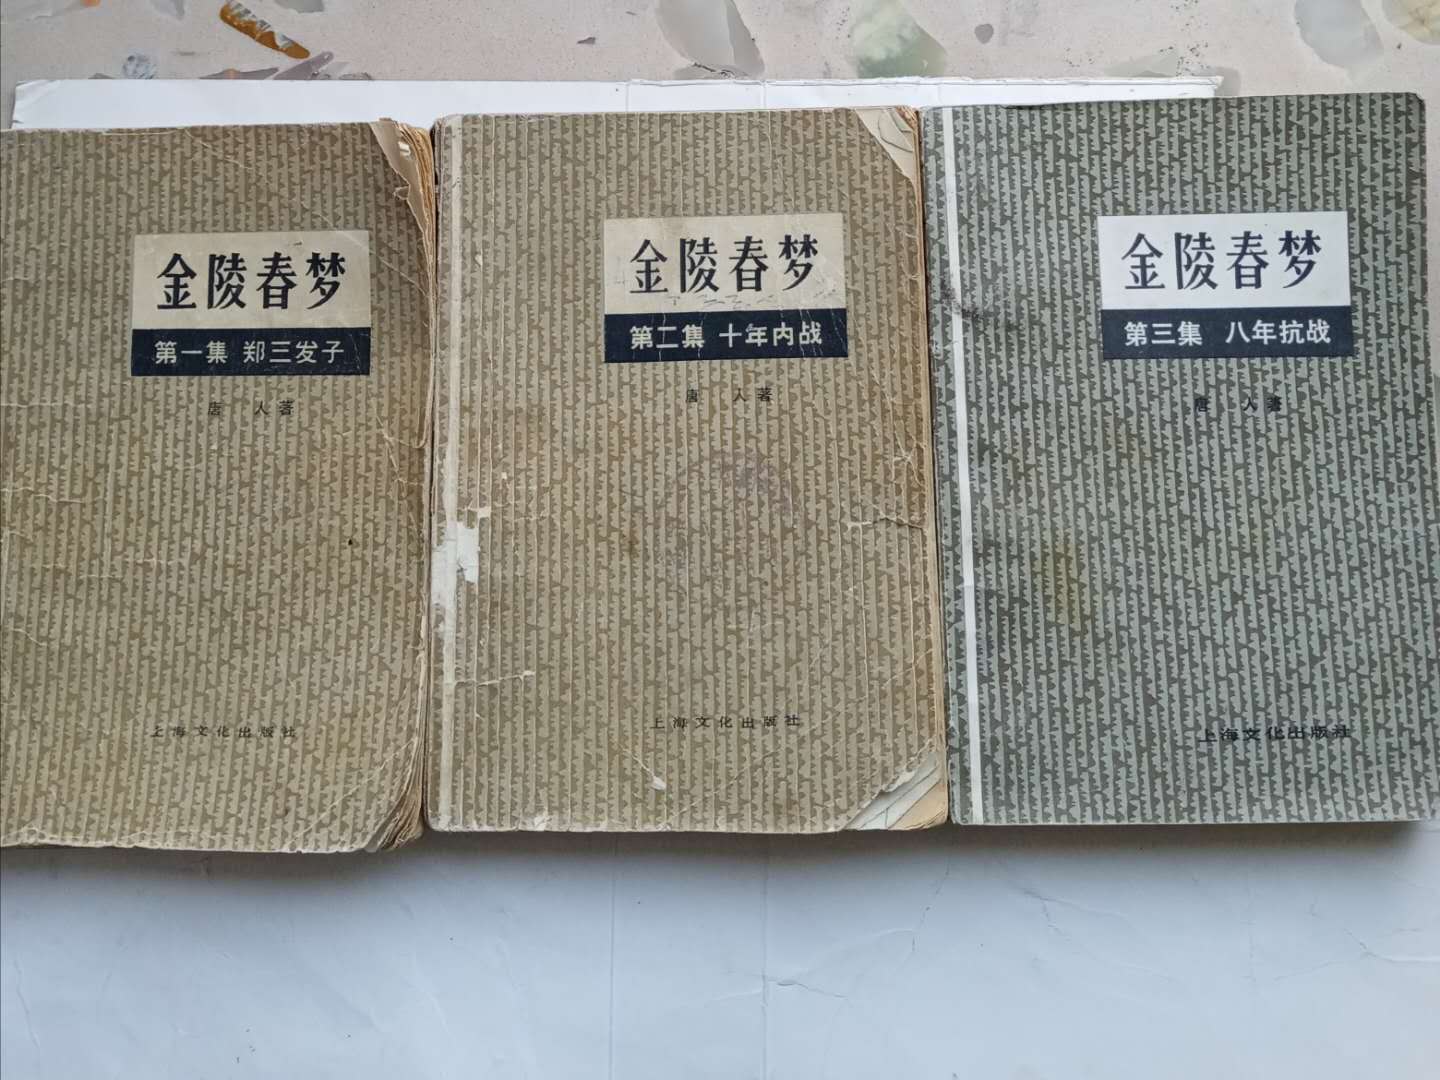 金陵春梦
第一集 郑三发子
唐 人 著
上海文化出版社
金陵春梦
第二集 十年内战
唐 人 著
上海文化出版社
金陵春梦
第三集 八年抗战
唐 人 著
上海文化出版社